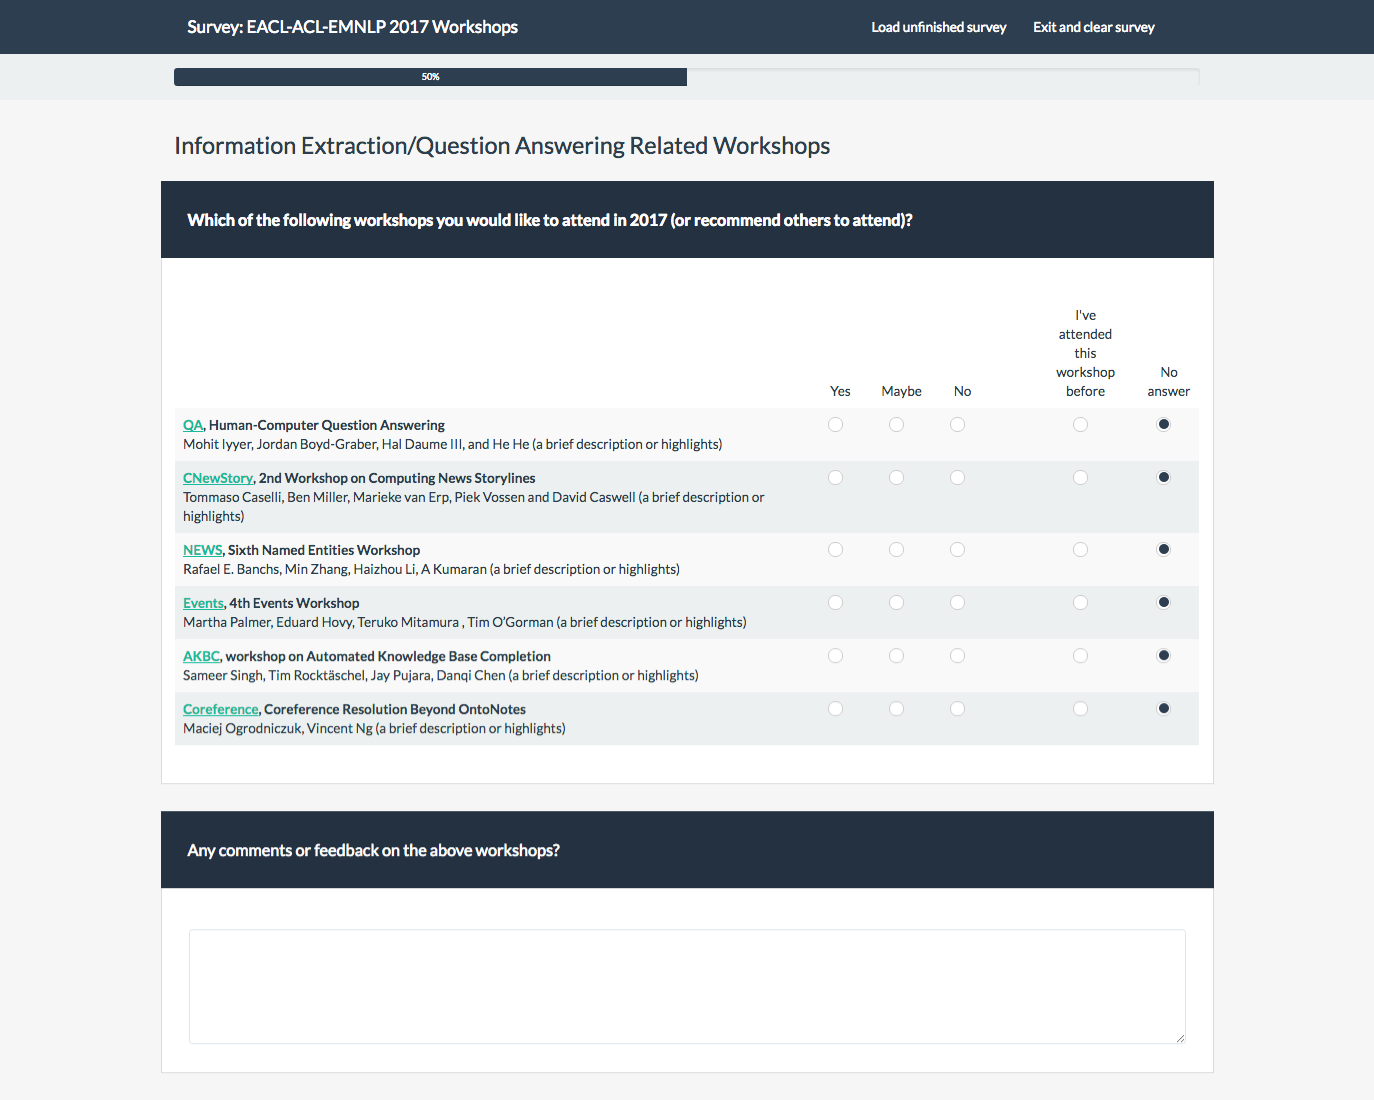 Survey: EACL-ACL-EMNLP 2017 Workshops
Load unfinished survey
Exit and clear survey
50%
Information Extraction/Question Answering Related Workshops
Which of the following workshops you would like to attend in 2017 (or recommend others to attend)?
Yes
Maybe
No
I've
attended
this
workshop
before
No
answer
QA, Human-Computer Question Answering
Mohit Iyyer, Jordan Boyd-Graber, Hal Daume III, and He He (a brief description or highlights)
CNewStory, 2nd Workshop on Computing News Storylines
Tommaso Caselli, Ben Miller, Marieke van Erp, Piek Vossen and David Caswell (a brief description or
highlights)
NEWS, Sixth Named Entities Workshop
Rafael E. Banchs, Min Zhang, Haizhou Li, A Kumaran (a brief description or highlights)
Events, 4th Events Workshop
Martha Palmer, Eduard Hovy, Teruko Mitamura , Tim O’Gorman (a brief description or highlights)
AKBC, workshop on Automated Knowledge Base Completion
Sameer Singh, Tim Rocktäschel, Jay Pujara, Danqi Chen (a brief description or highlights)
Coreference, Coreference Resolution Beyond OntoNotes
Maciej Ogrodniczuk, Vincent Ng (a brief description or highlights)
Any comments or feedback on the above workshops?